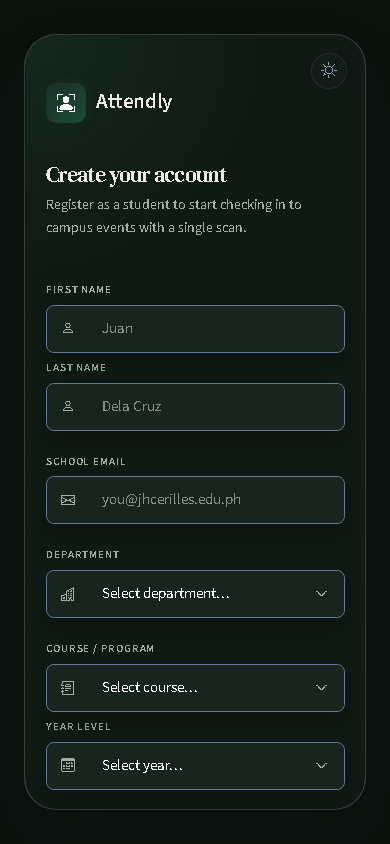 Attendly
Create your account
Register as a student to start checking in to
campus events with a single scan.
FIRST NAME
Juan
LAST NAME
Dela Cruz
SCHOOL EMAIL
you@jhcerilles.edu.ph
DEPARTMENT
Select department...
COURSE / PROGRAM
Select course...
YEAR LEVEL
Select year...